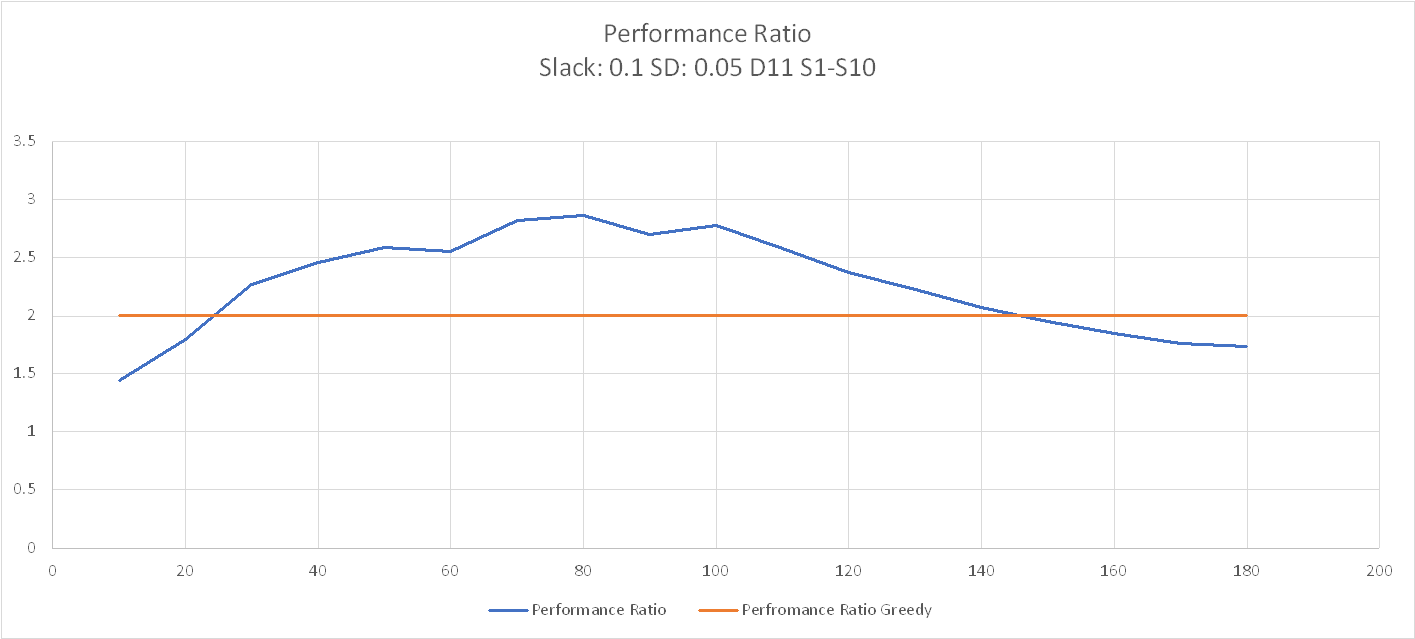 Performance Ratio
Slack: 0.1 SD: 0.05 D11 S1-S10
3.5
3
2.5
2
1.5
1
0.5
0
0 20 40 60 80 100 120 140 160 180 200
Performance Ratio Perfromance Ratio Greedy